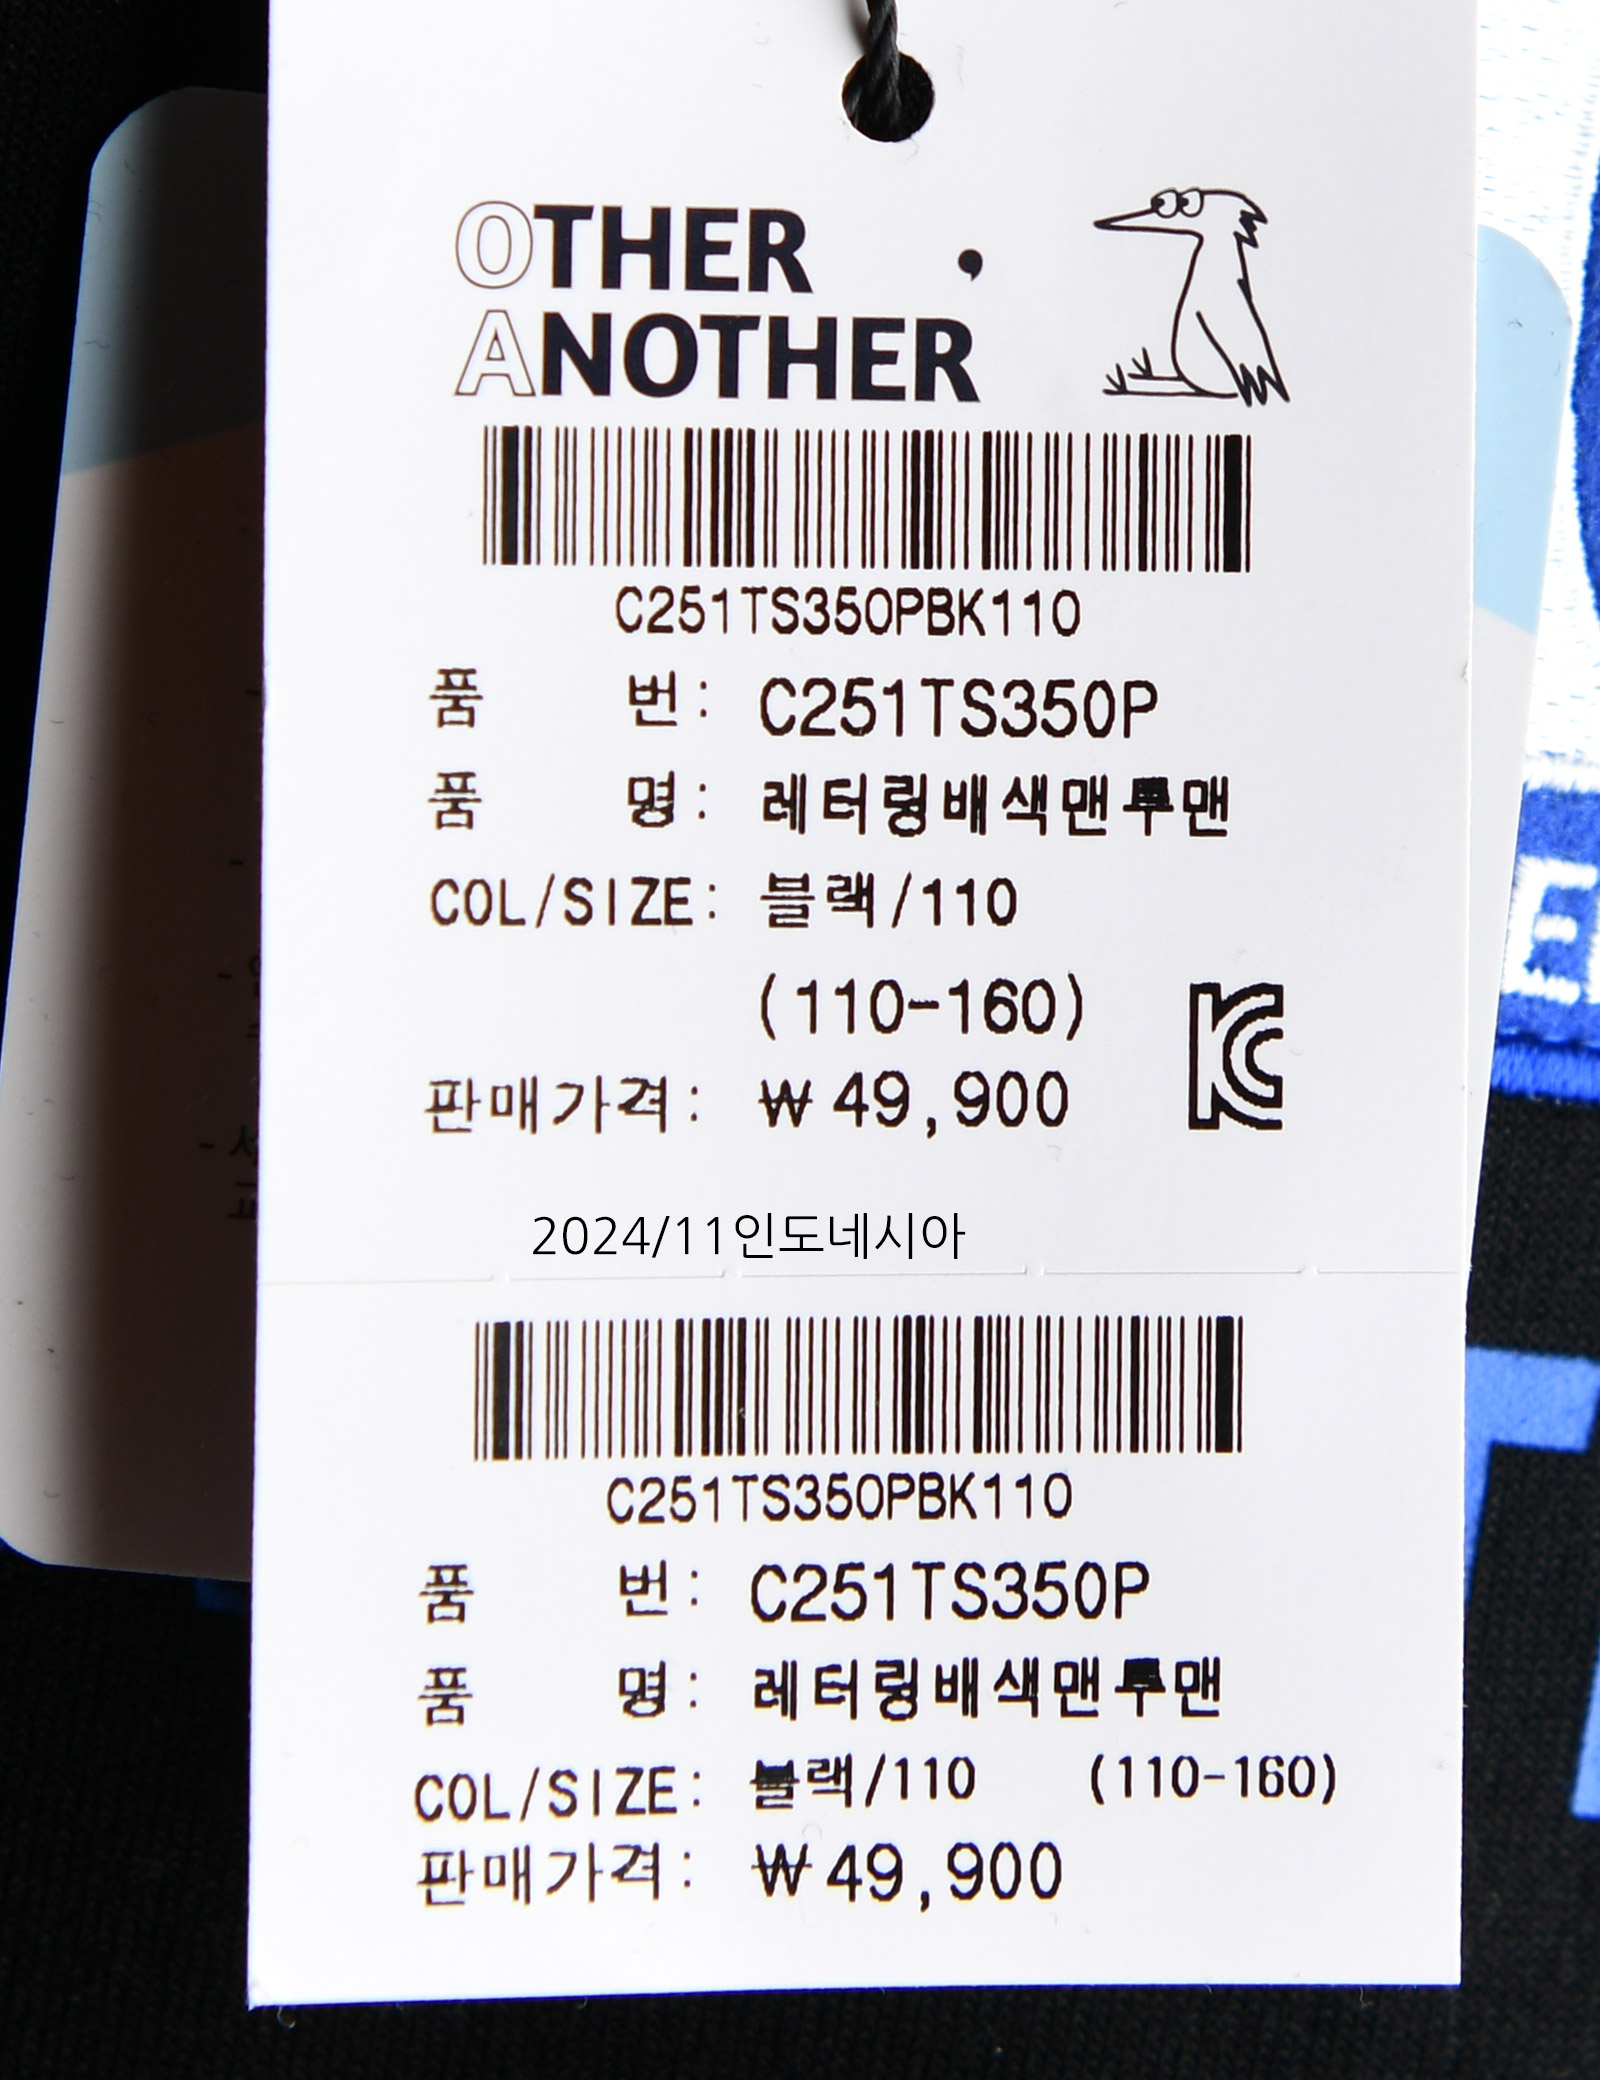 OTHER ,
ANOTHER
C251TS350PBK110
품 번: C251TS350P
품 명: 레터링배색맨투맨
COL/SIZE: 블랙/110
(110-160)
판매가격: ₩49,900
2024/11인도네시아
C251TS350PBK110
품 번: C251TS350P
품 명: 레터링배색맨투맨
COL/SIZE: 블랙/110 (110-160)
판매가격: ₩49,900